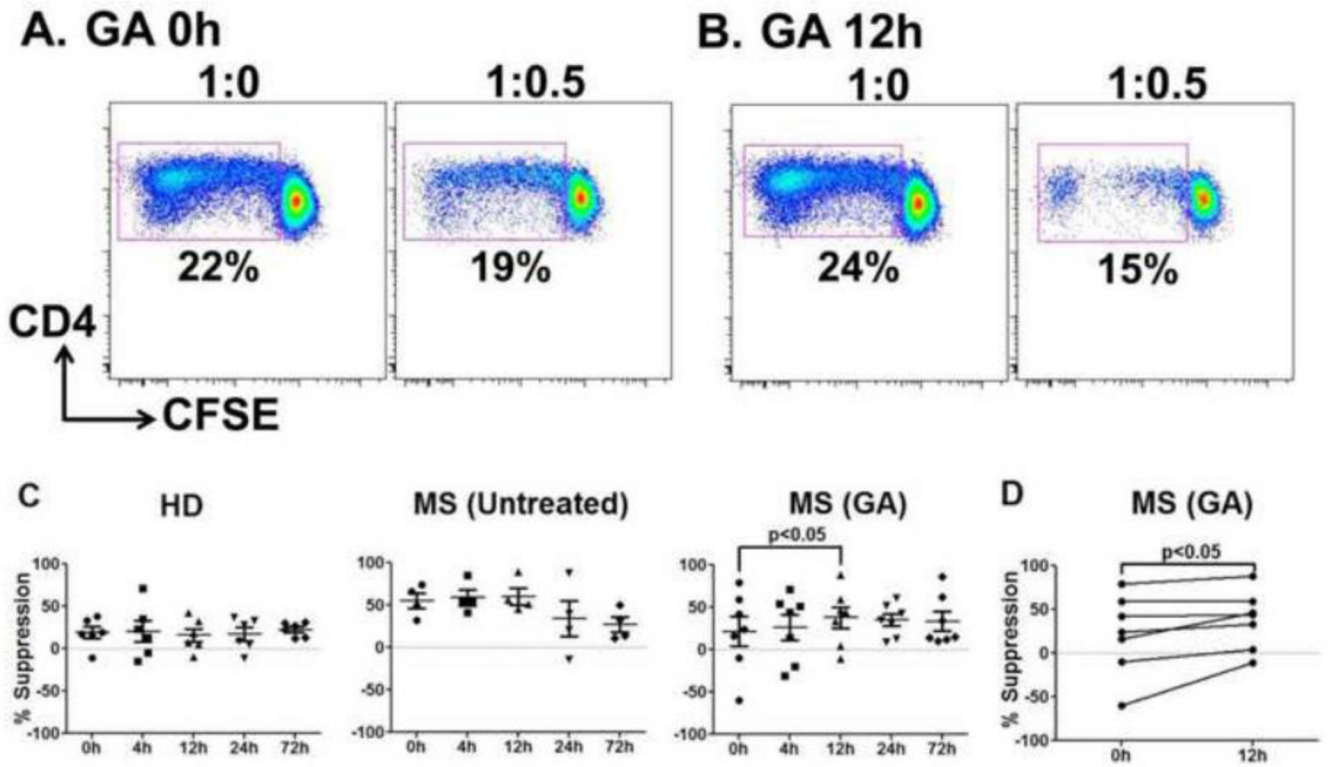 A. GA 0h
1:0
1:0.5
22%
19%
B. GA 12h
1:0
1:0.5
24%
15%
CD4
CFSE
C
HD
% Suppression
100
50
0
-50
-100
0h 4h 12h 24h 72h
MS (Untreated)
100
50
0
-50
-100
0h 4h 12h 24h 72h
MS (GA)
p<0.05
100
50
0
-50
-100
0h 4h 12h 24h 72h
D
MS (GA)
p<0.05
% Suppression
100
50
0
-50
-100
0h 12h